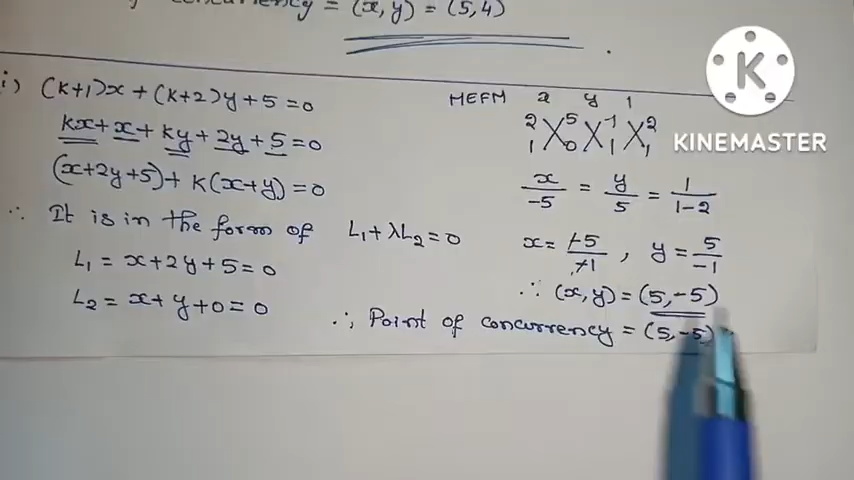 concurrency = (x, y) = (5,4)
i) (k+1)x + (k+2)y + 5 = 0
kx + x + ky + 2y + 5 = 0
(x+2y+5) + k(x+y) = 0
∴ It is in the form of L₁ + λL₂ = 0
L₁ = x+2y+5 = 0
L₂ = x+y+0 = 0
MEFM x y 1
2 5 1 2
1 0 1 1
x/-5 = y/5 = 1/1-2
x = -5/-1 , y = 5/-1
∴ (x, y) = (5, -5)
∴ Point of concurrency = (5, -5)
K
KINEMASTER